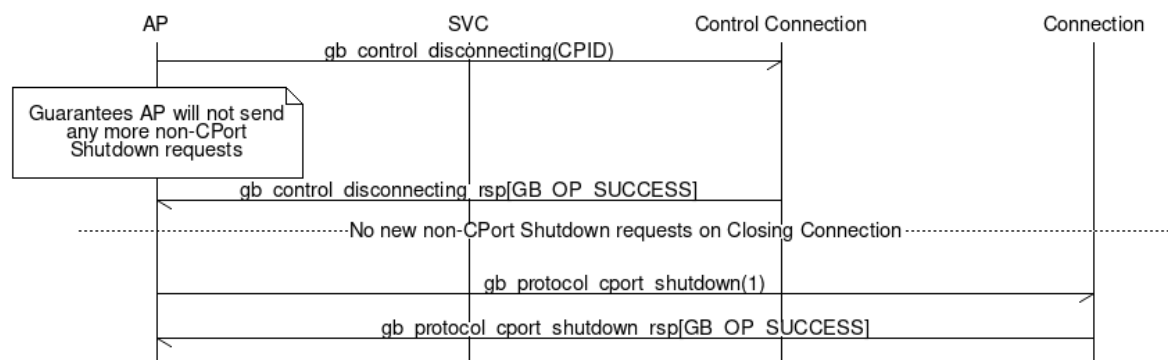 AP
SVC
Control Connection
Connection
gb_control_disconnecting(CPID)
Guarantees AP will not send
any more non-CPort
Shutdown requests
gb_control_disconnecting_rsp[GB_OP_SUCCESS]
No new non-CPort Shutdown requests on Closing Connection
gb_protocol_cport_shutdown(1)
gb_protocol_cport_shutdown_rsp[GB_OP_SUCCESS]